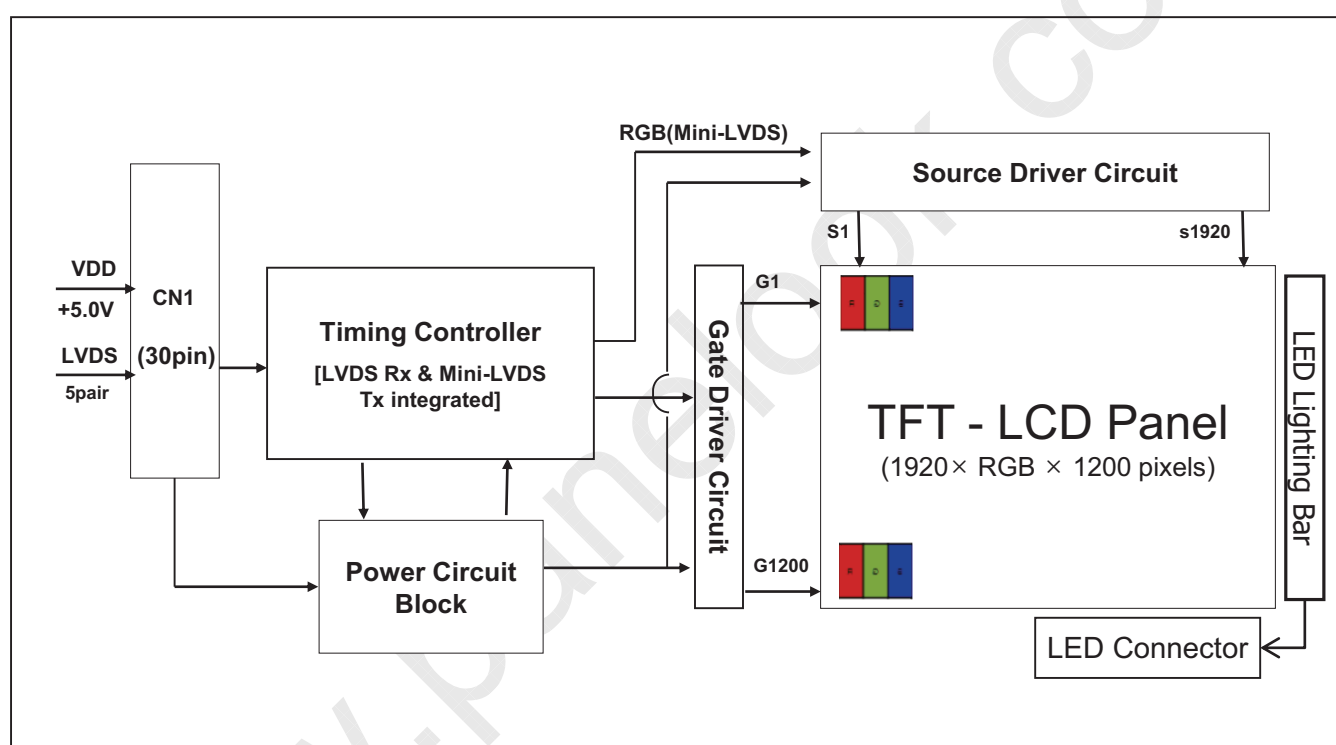 RGB(Mini-LVDS)
Source Driver Circuit
S1
s1920
VDD
+5.0V
LVDS
5pair
CN1
(30pin)
Timing Controller
[LVDS Rx & Mini-LVDS
Tx integrated]
Power Circuit
Block
Gate Driver Circuit
G1
G1200
TFT - LCD Panel
(1920× RGB × 1200 pixels)
LED Lighting Bar
LED Connector
.panelook.co